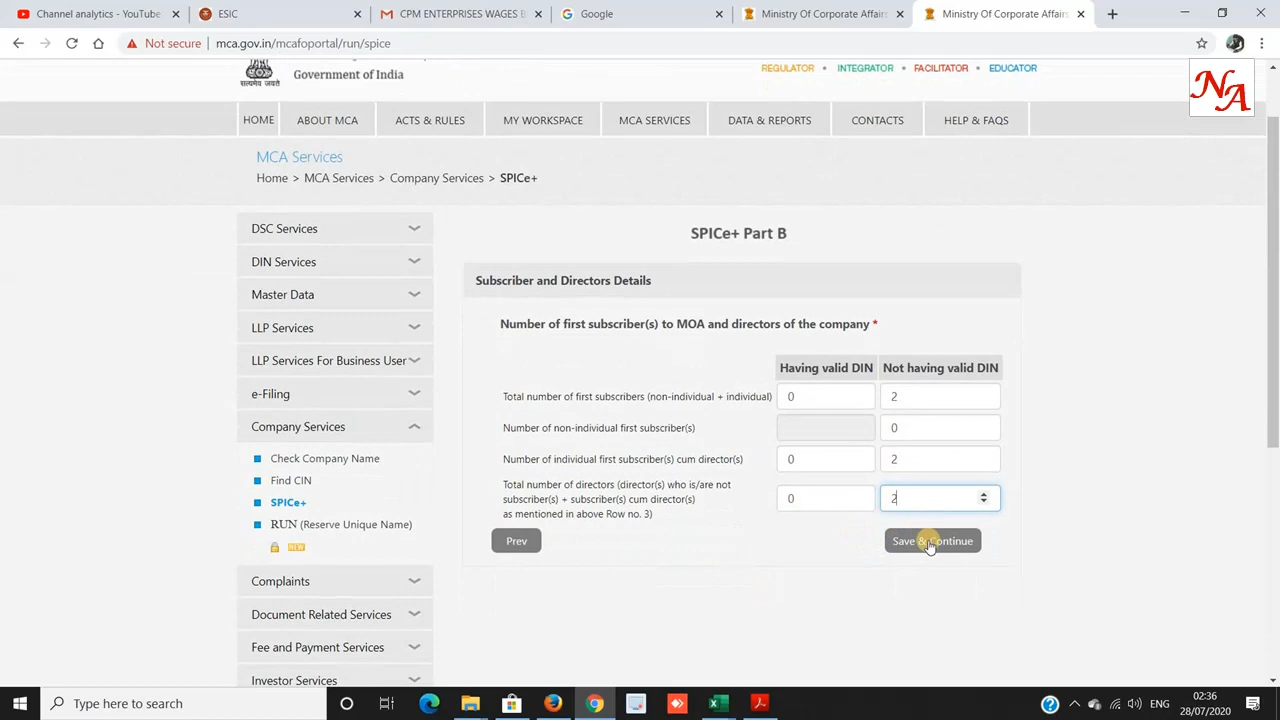 Channel analytics - YouTube
ESIC
CPM ENTERPRISES WAGES B
Google
Ministry Of Corporate Affairs
Ministry Of Corporate Affairs
Not secure
mca.gov.in/mcafoportal/run/spice
सत्यमेव जयते
Government of India
REGULATOR • INTEGRATOR • FACILITATOR • EDUCATOR
NA
HOME
ABOUT MCA
ACTS & RULES
MY WORKSPACE
MCA SERVICES
DATA & REPORTS
CONTACTS
HELP & FAQS
MCA Services
Home > MCA Services > Company Services > SPICe+
DSC Services
DIN Services
Master Data
LLP Services
LLP Services For Business User
e-Filing
Company Services
Check Company Name
Find CIN
SPICe+
RUN (Reserve Unique Name)
NEW
Complaints
Document Related Services
Fee and Payment Services
Investor Services
SPICe+ Part B
Subscriber and Directors Details
Number of first subscriber(s) to MOA and directors of the company *
Having valid DIN
Not having valid DIN
Total number of first subscribers (non-individual + individual)
0
2
Number of non-individual first subscriber(s)
0
Number of individual first subscriber(s) cum director(s)
0
2
Total number of directors (director(s) who is/are not
subscriber(s) + subscriber(s) cum director(s)
as mentioned in above Row no. 3)
0
2
Prev
Save & Continue
Type here to search
ENG
02:36
28/07/2020